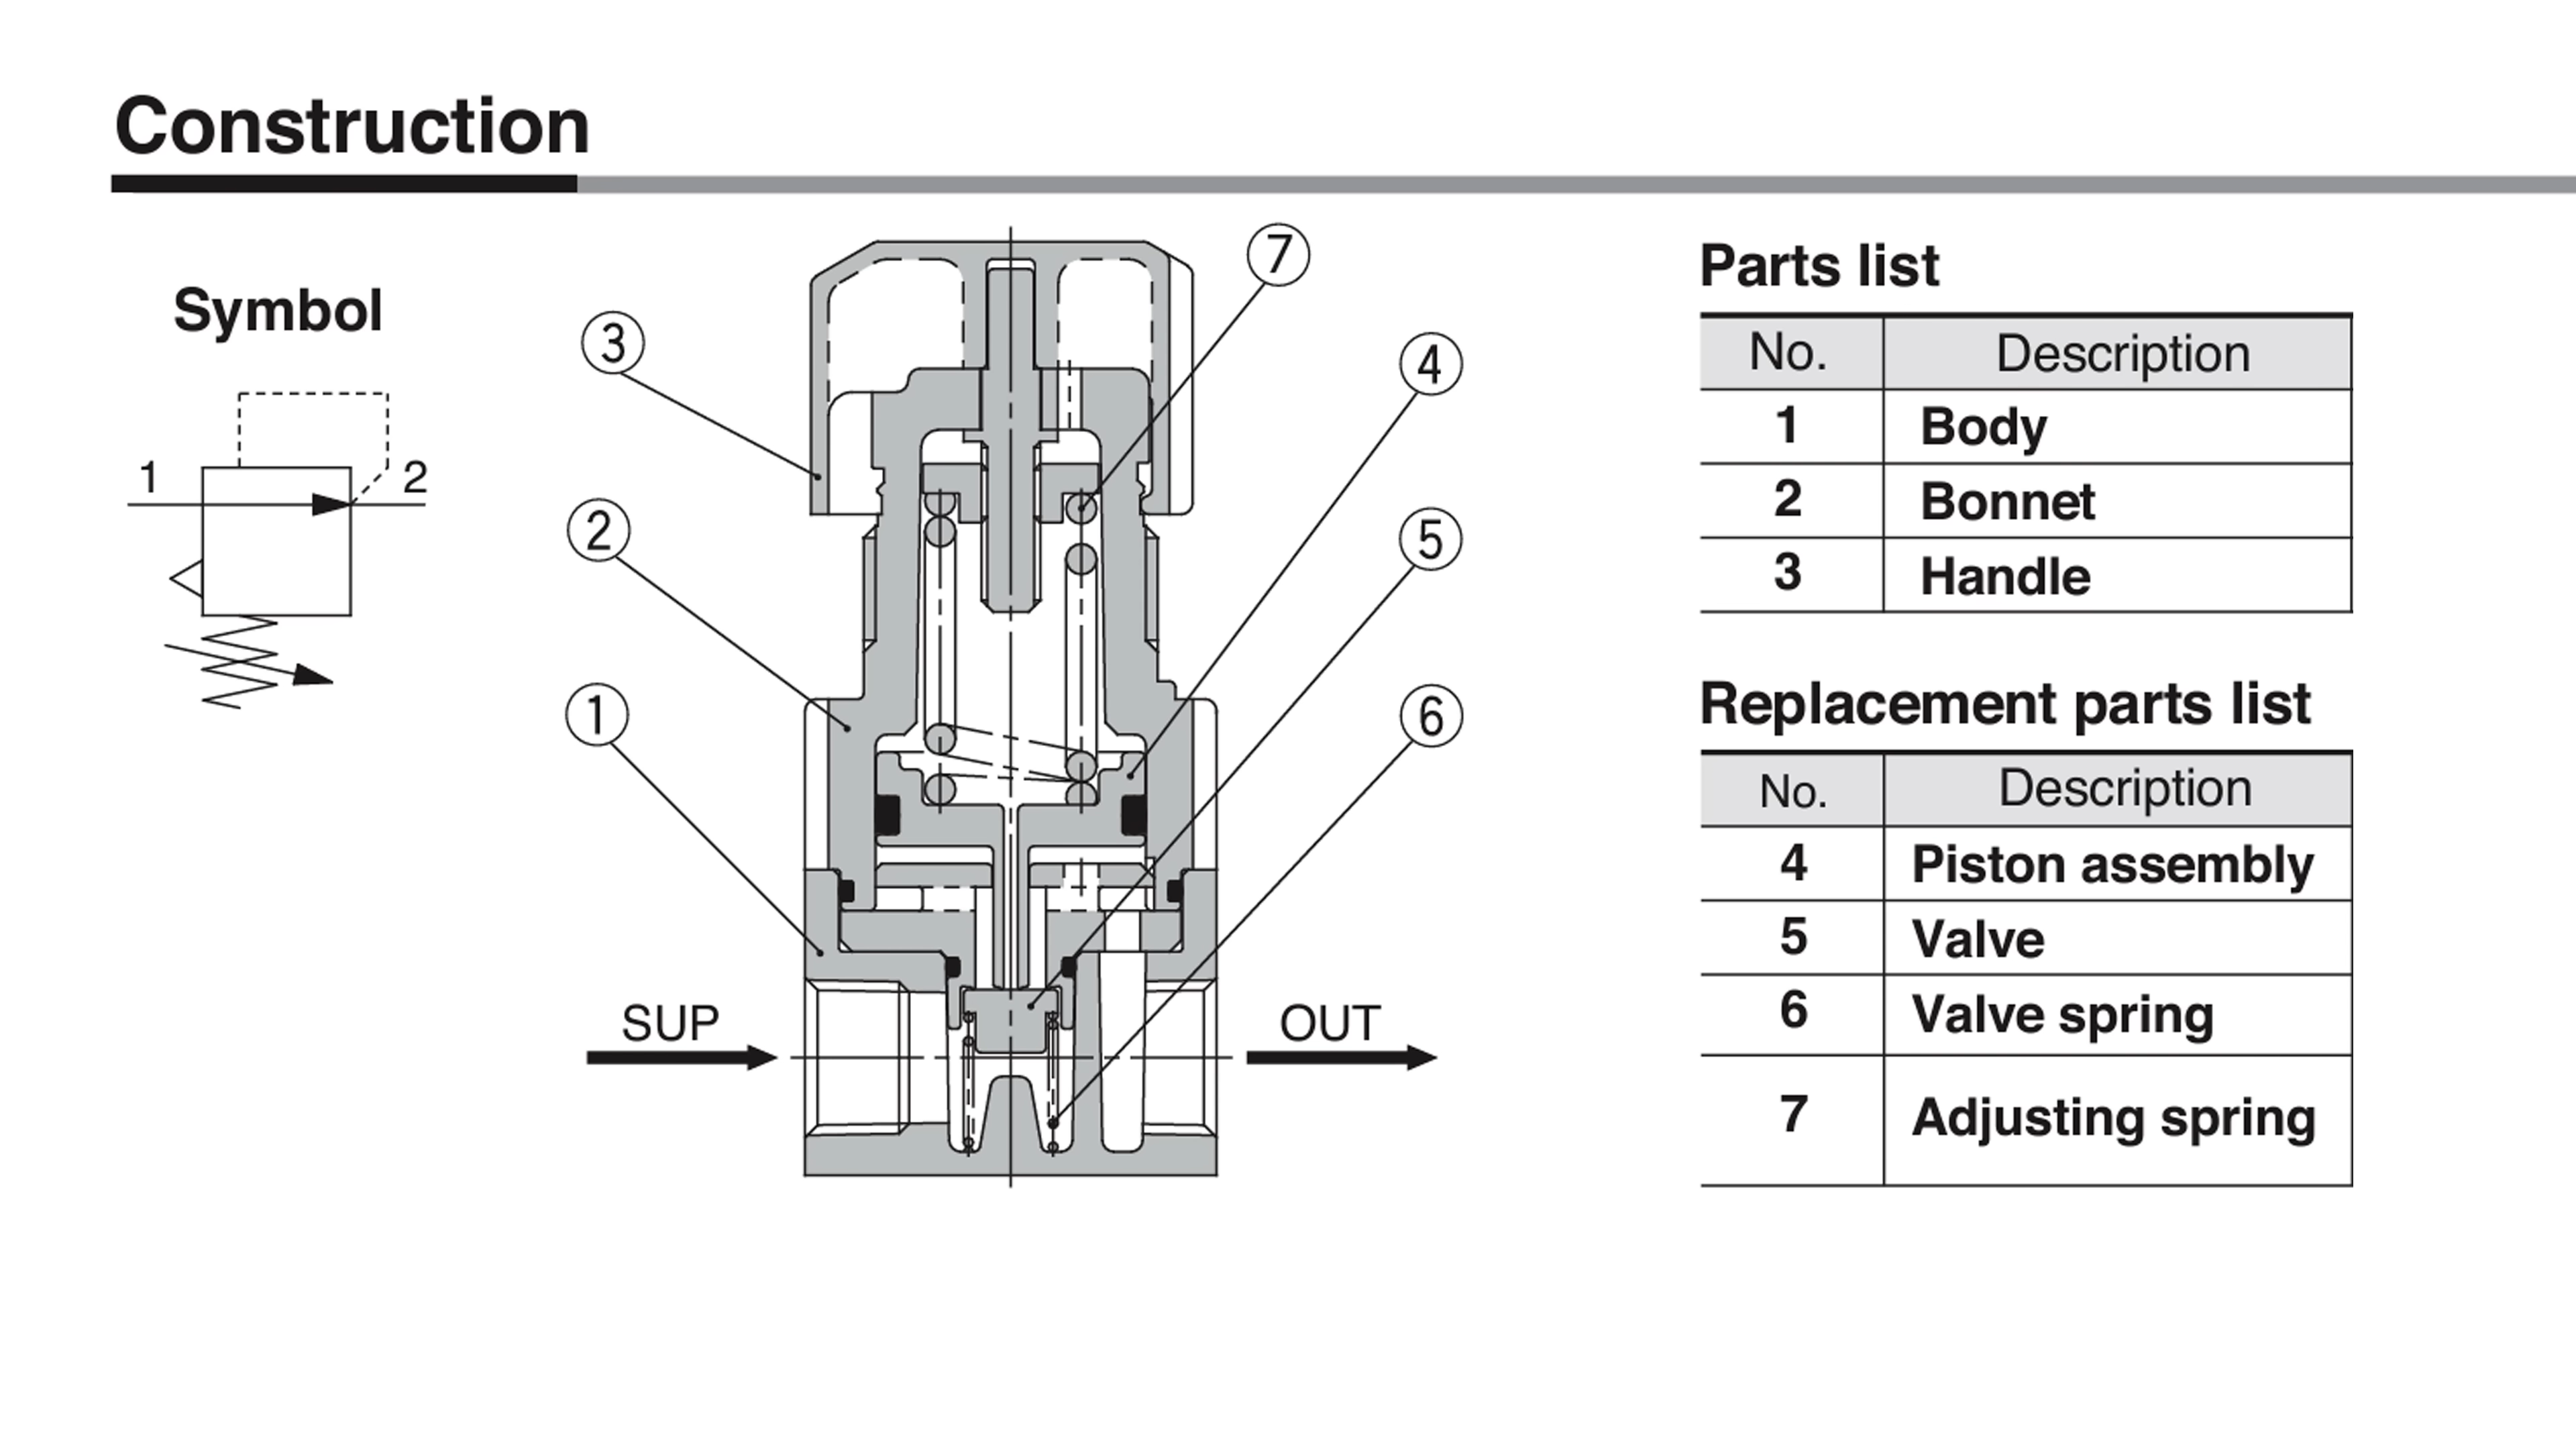 Construction
Symbol
1
2
3
2
1
7
4
5
6
SUP
OUT
Parts list
No. Description
1 Body
2 Bonnet
3 Handle
Replacement parts list
No. Description
4 Piston assembly
5 Valve
6 Valve spring
7 Adjusting spring